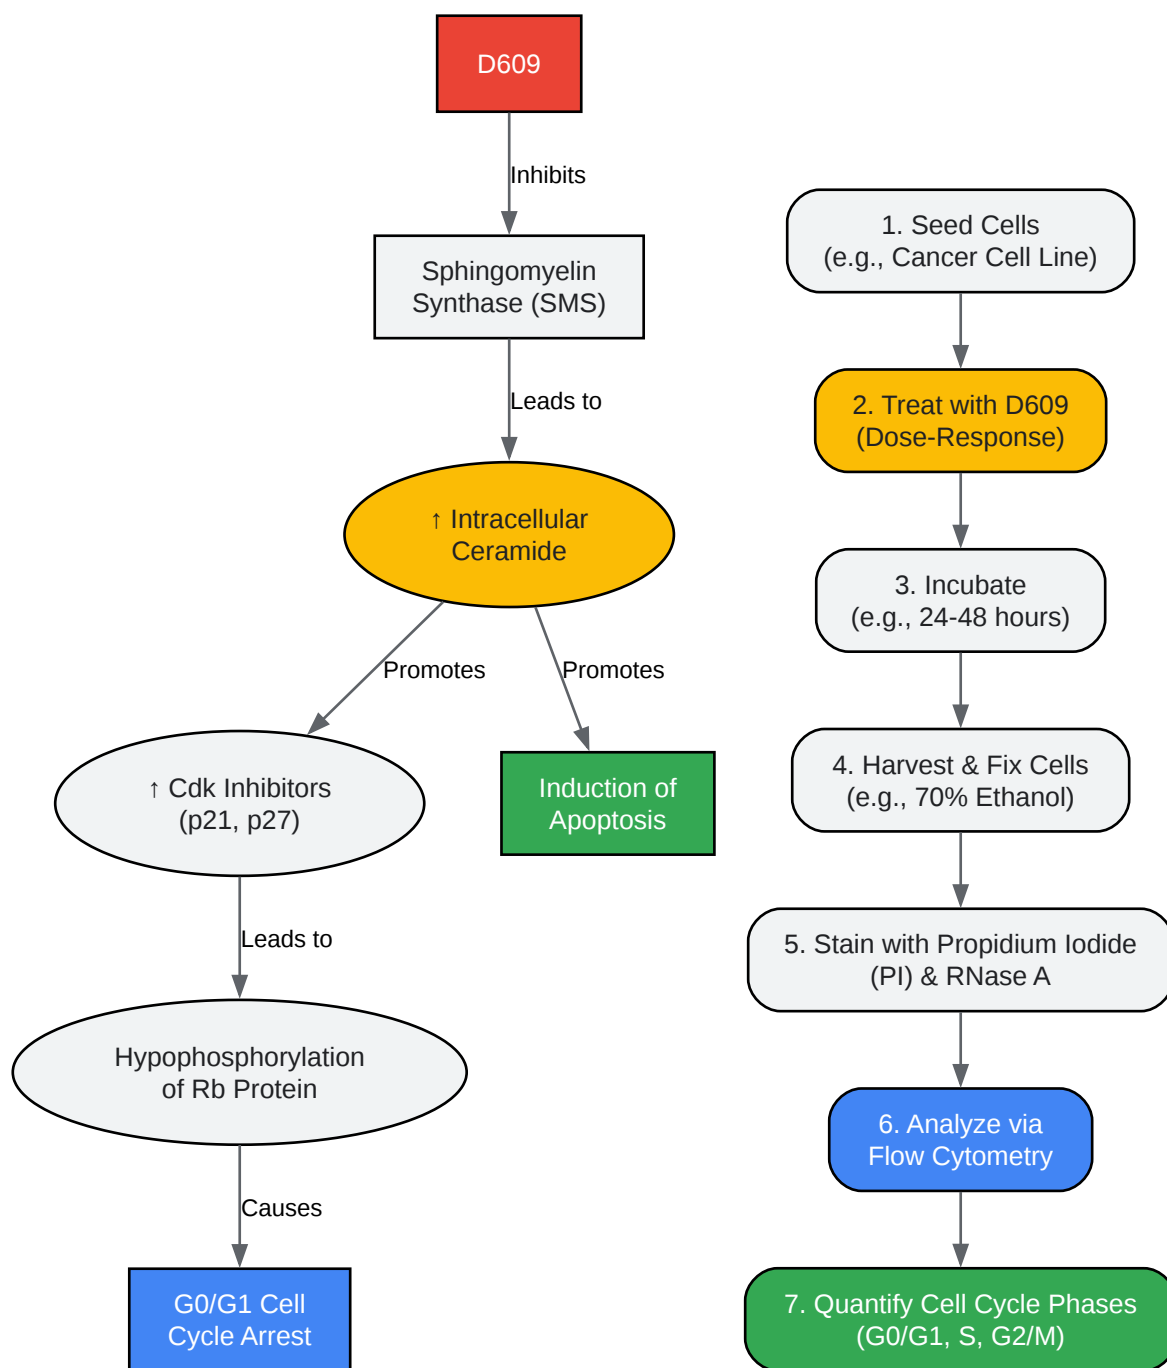 D609
Inhibits
Sphingomyelin
Synthase (SMS)
Leads to
↑ Intracellular
Ceramide
Promotes
Promotes
↑ Cdk Inhibitors
(p21, p27)
Induction of
Apoptosis
Leads to
Hypophosphorylation
of Rb Protein
Causes
G0/G1 Cell
Cycle Arrest
1. Seed Cells
(e.g., Cancer Cell Line)
2. Treat with D609
(Dose-Response)
3. Incubate
(e.g., 24-48 hours)
4. Harvest & Fix Cells
(e.g., 70% Ethanol)
5. Stain with Propidium Iodide
(PI) & RNase A
6. Analyze via
Flow Cytometry
7. Quantify Cell Cycle Phases
(G0/G1, S, G2/M)